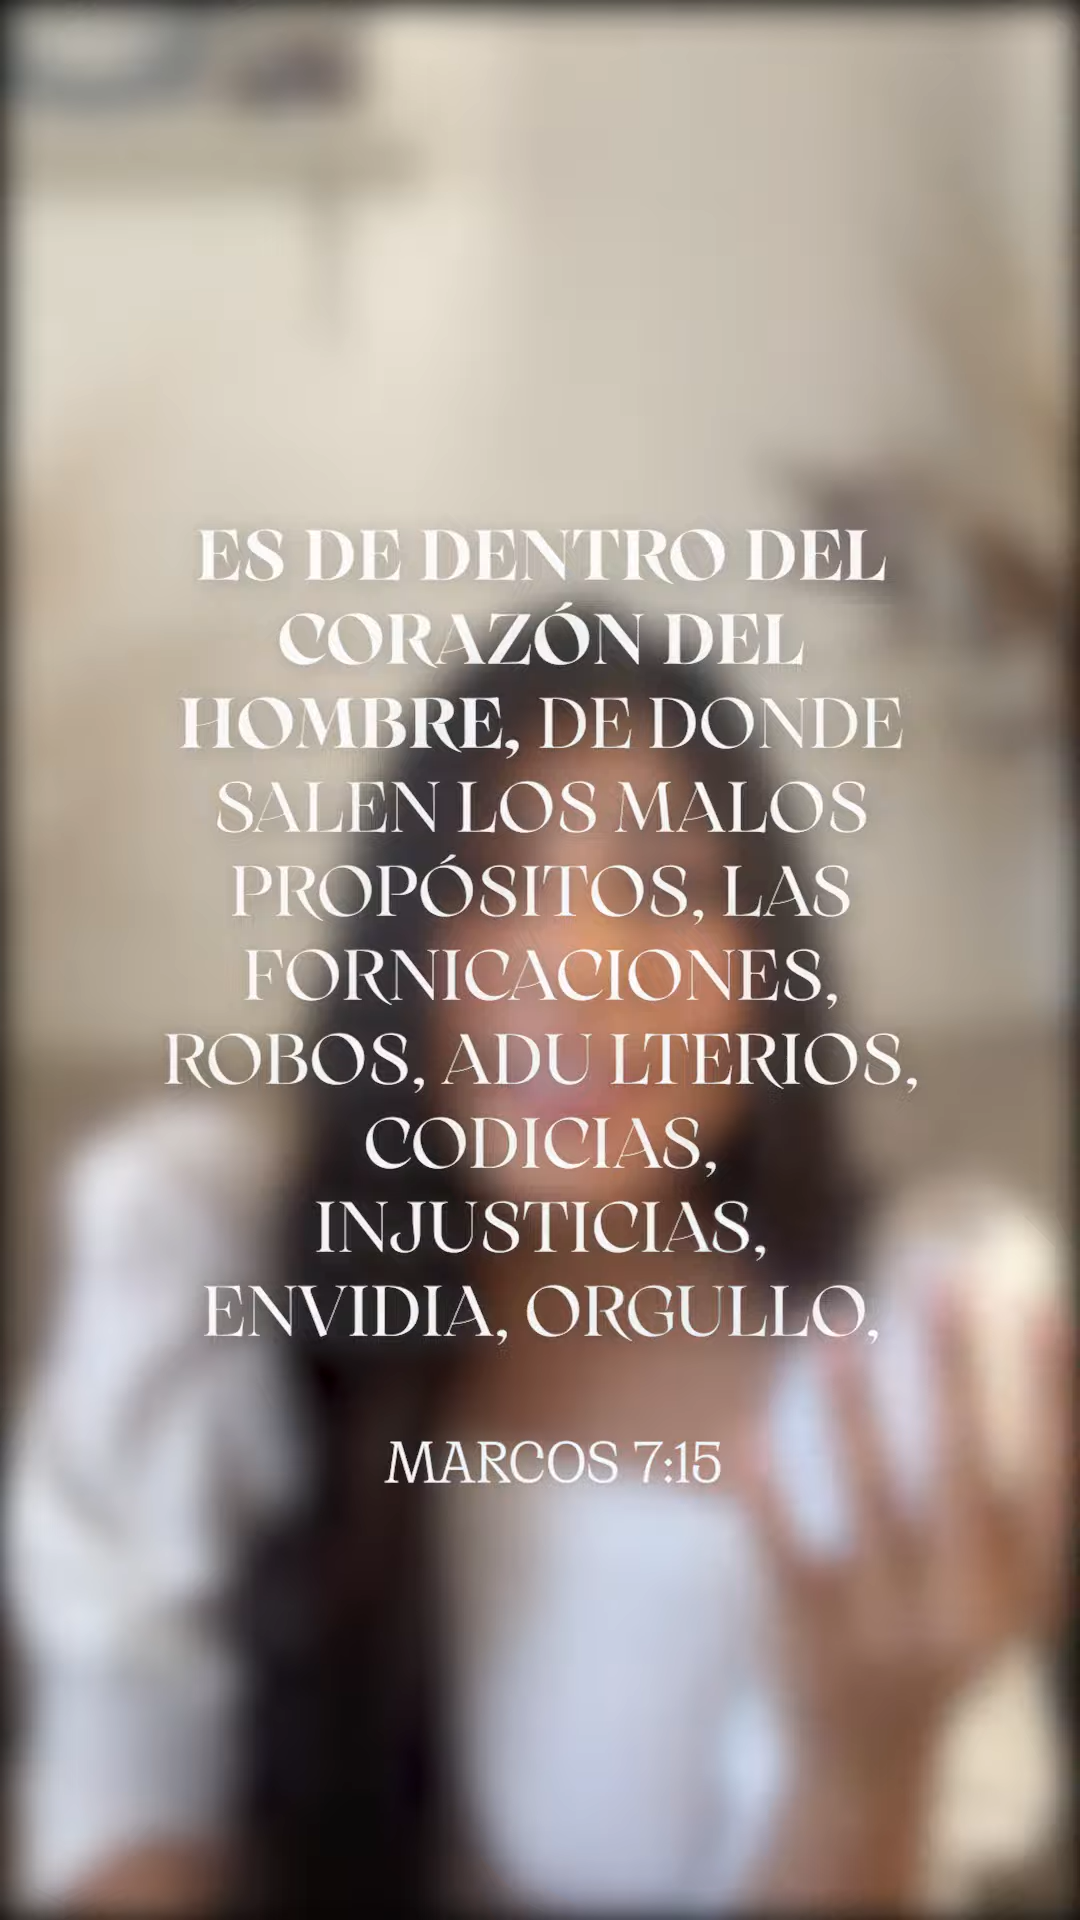 ES DE DENTRO DEL
CORAZÓN DEL
HOMBRE, DE DONDE
SALEN LOS MALOS
PROPÓSITOS, LAS
FORNICACIONES,
ROBOS, ADU LTERIOS,
CODICIAS,
INJUSTICIAS,
ENVIDIA, ORGULLO,
MARCOS 7:15